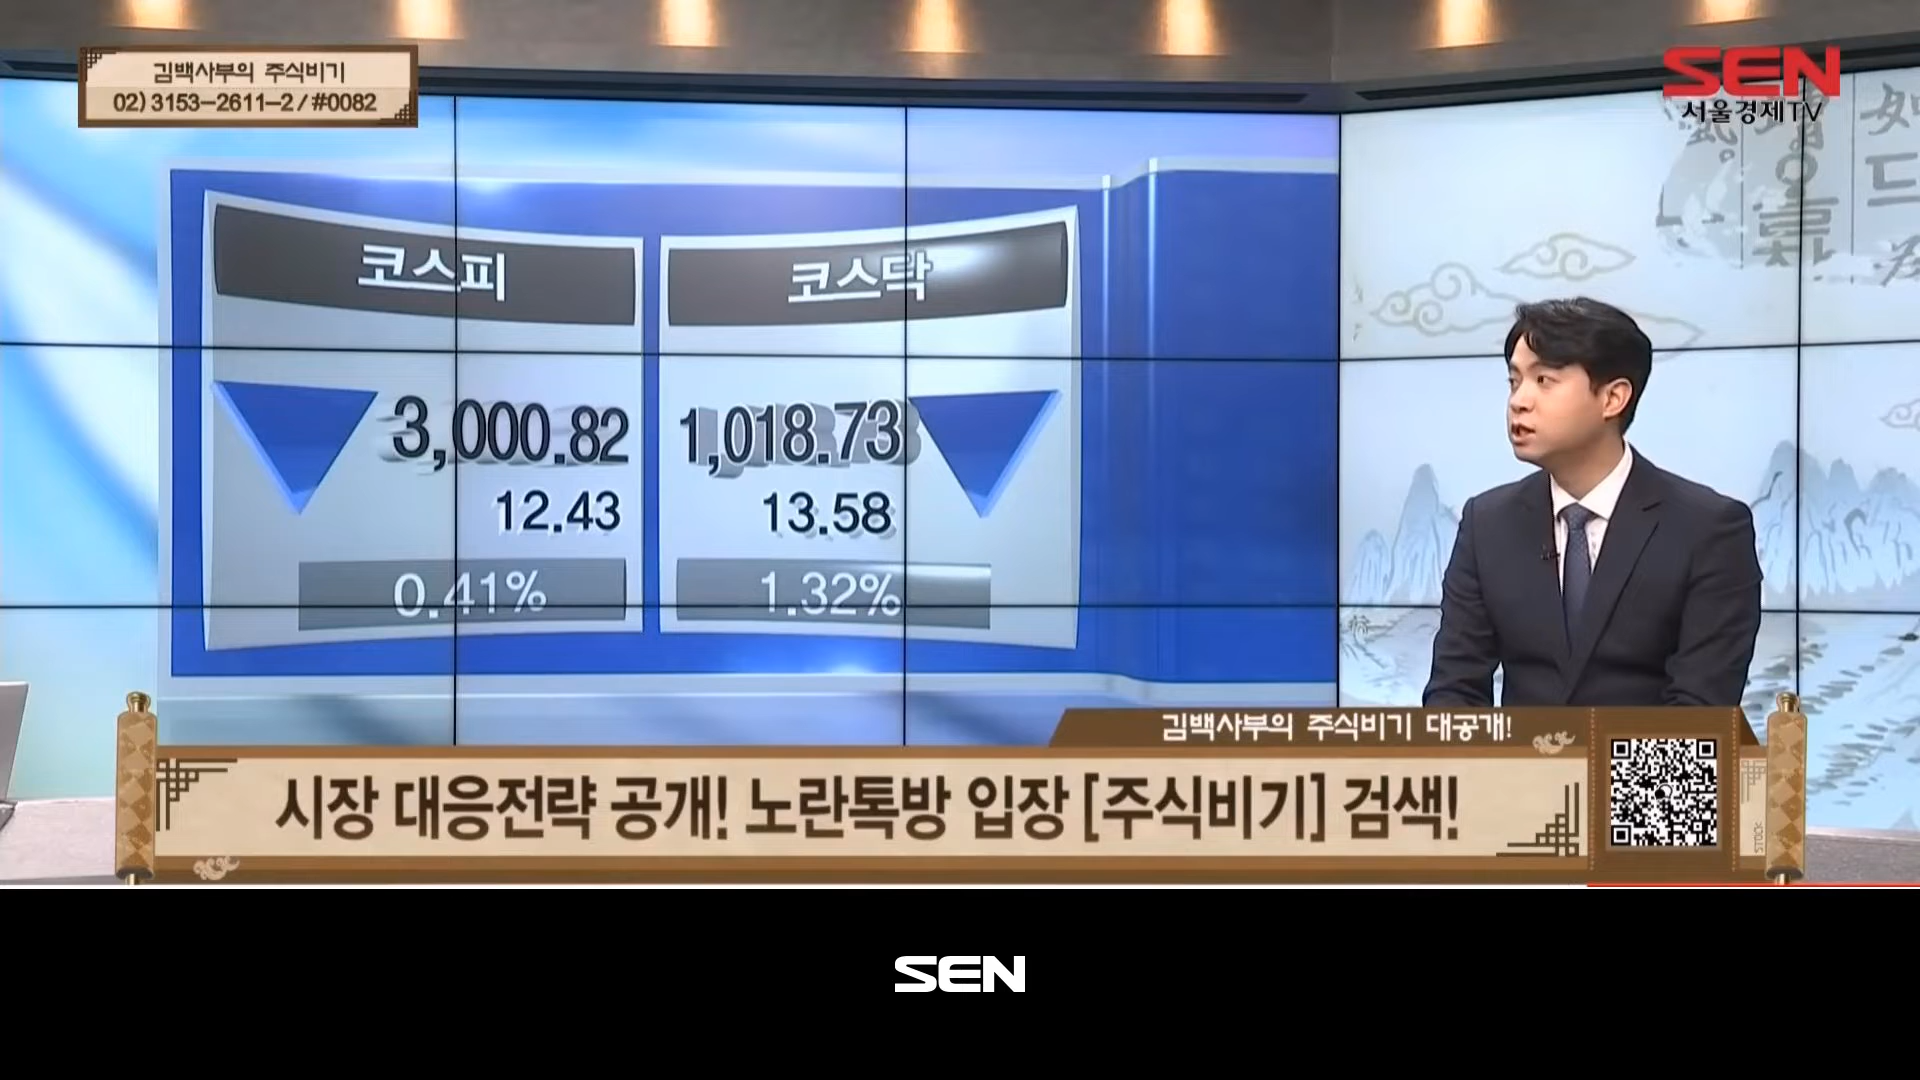 김백사부의 주식비기
02) 3153-2611-2 / #0082
SEN
서울경제TV
코스피
코스닥
3,000.82
1,018.73
12.43
13.58
0.41%
1.32%
김백사부의 주식비기 대공개!
시장 대응전략 공개! 노란톡방 입장 [주식비기] 검색!
STOCK
SEN